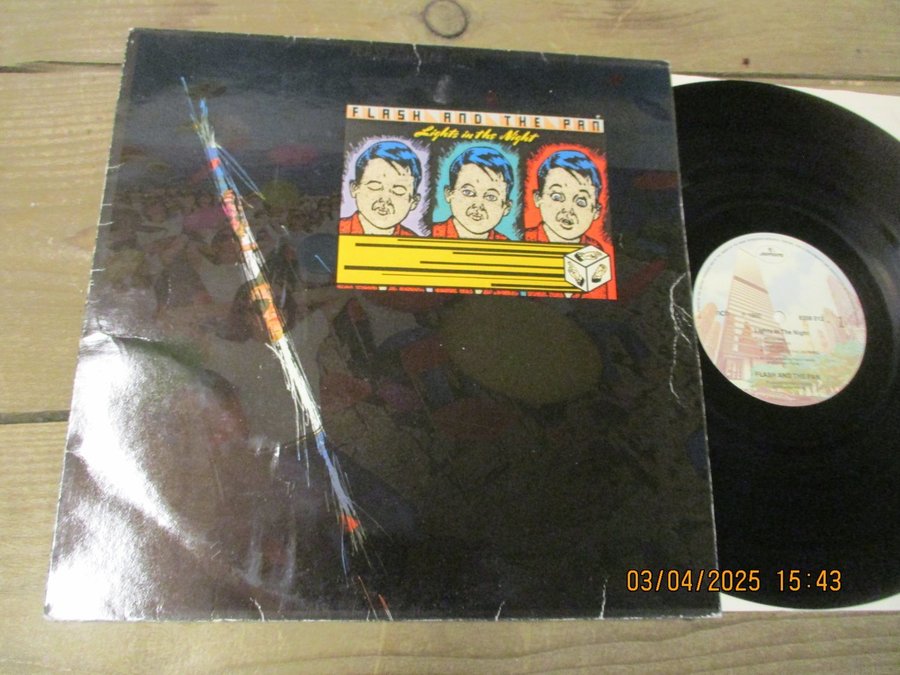 FLASH AND THE PAN
Lights in the Night
mercury
Lights In The Night
FLASH AND THE PAN
03/04/2025 15:43